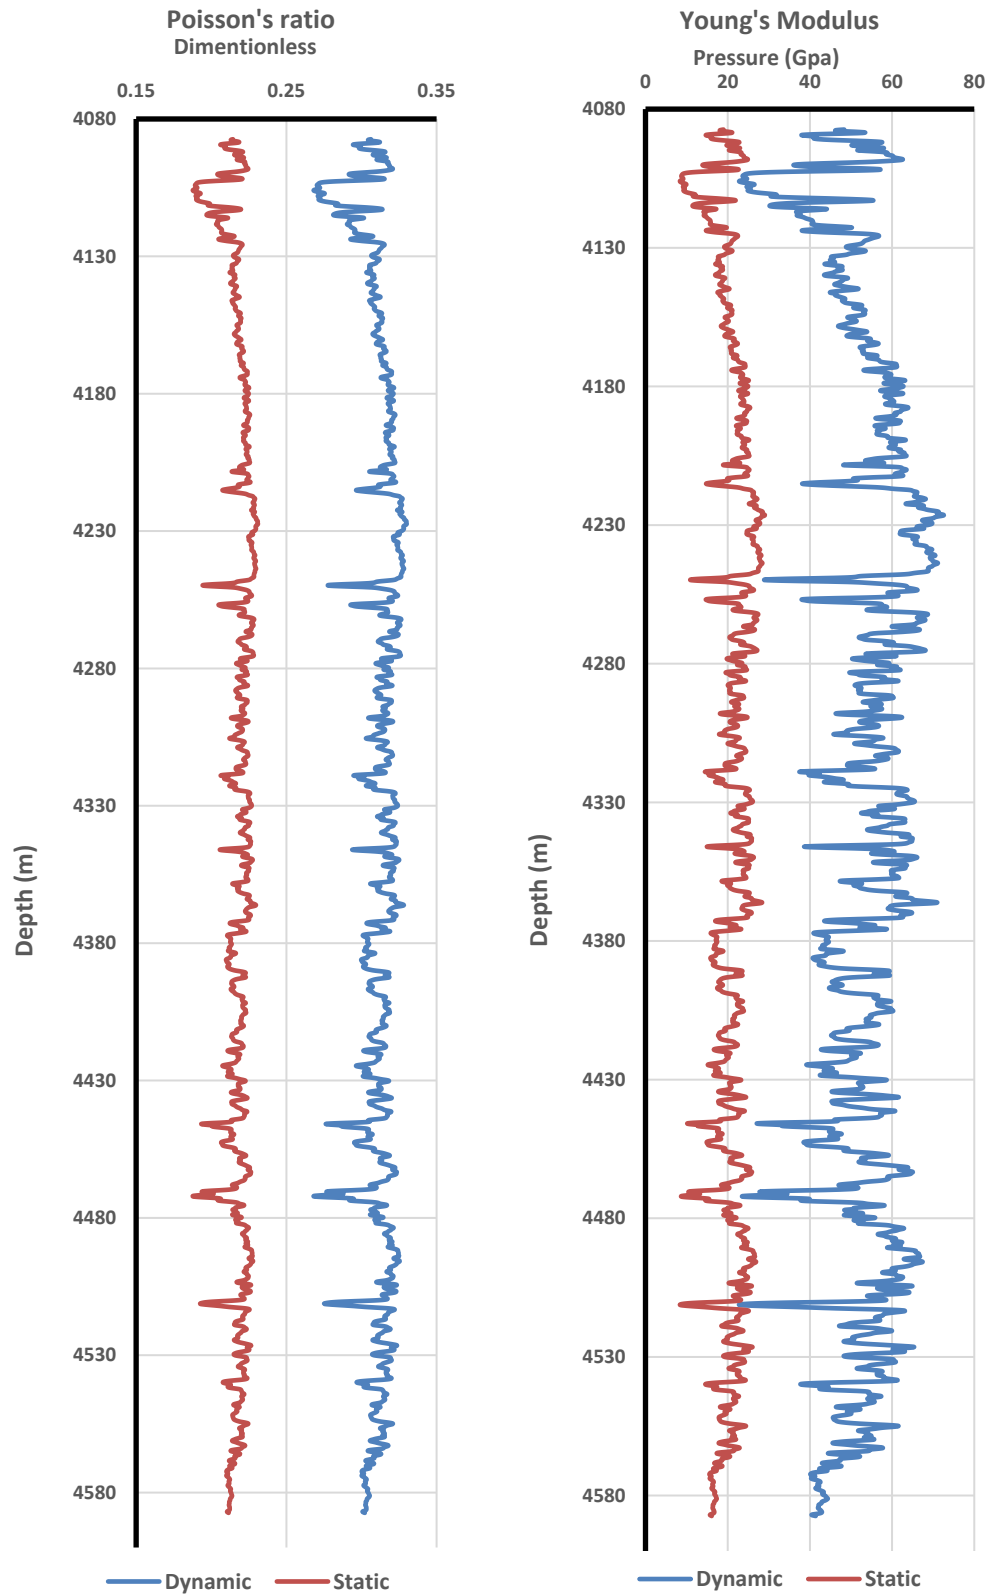 Poisson's ratio
Dimentionless
0.15 0.25 0.35
4080
4130
4180
4230
4280
4330
4380
4430
4480
4530
4580
Depth (m)
Dynamic Static
Young's Modulus
Pressure (Gpa)
0 20 40 60 80
4080
4130
4180
4230
4280
4330
4380
4430
4480
4530
4580
Depth (m)
Dynamic Static